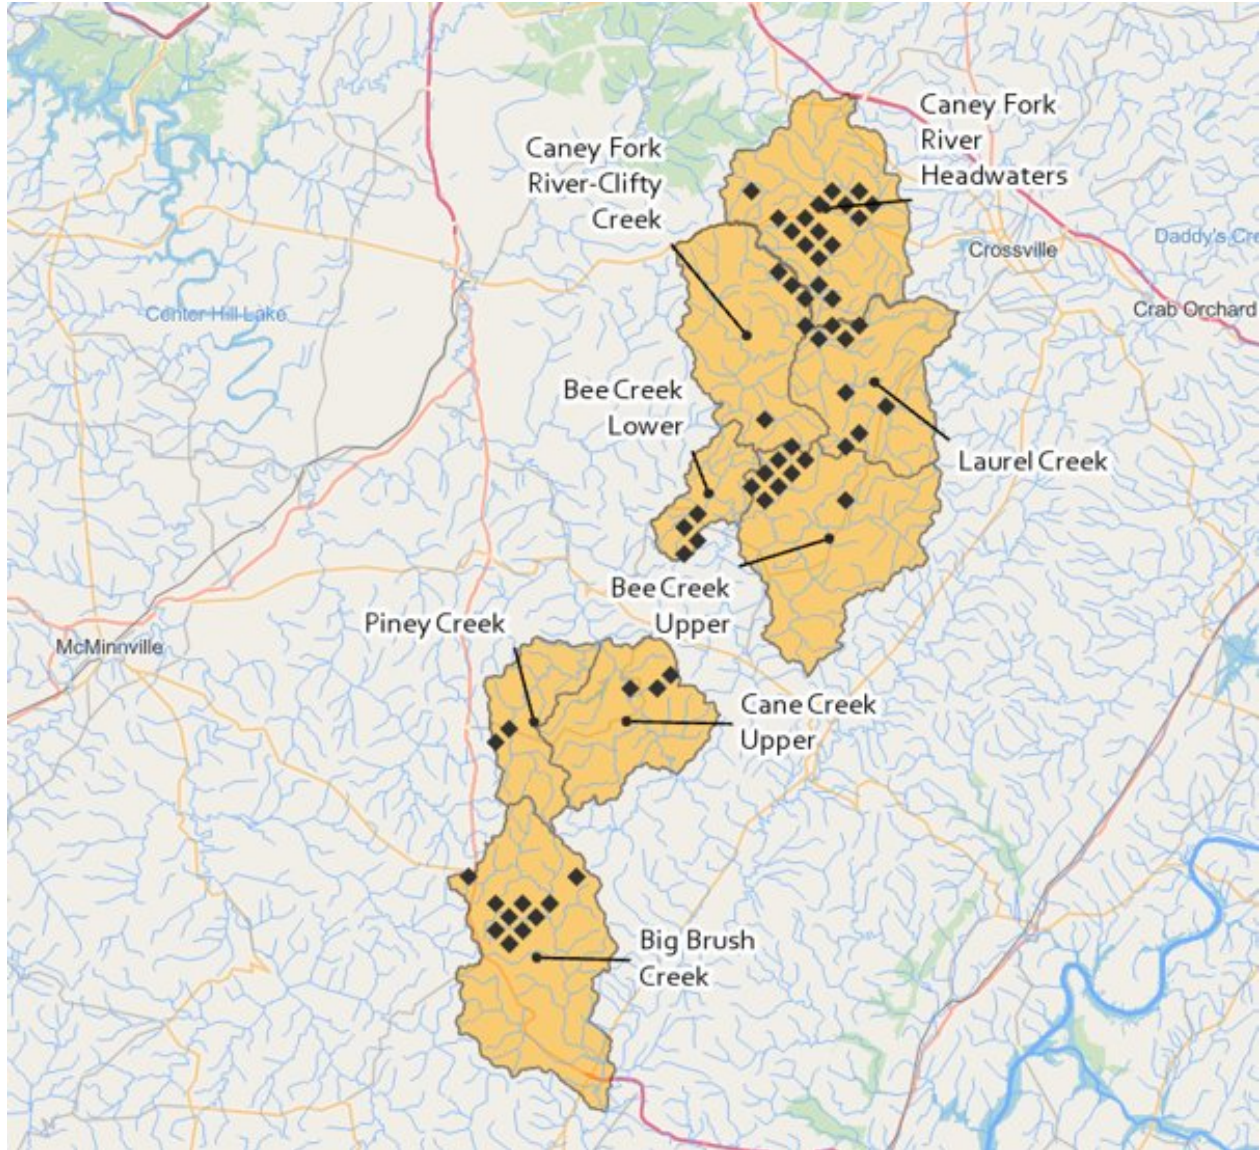 Caney Fork
River
Headwaters
Caney Fork
River-Clifty
Creek
Daddy's Cre
Crossville
Center Hill Lake
Crab Orchard
Bee Creek
Lower
Laurel Creek
Bee Creek
Upper
Piney Creek
McMinnville
Cane Creek
Upper
Big Brush
Creek